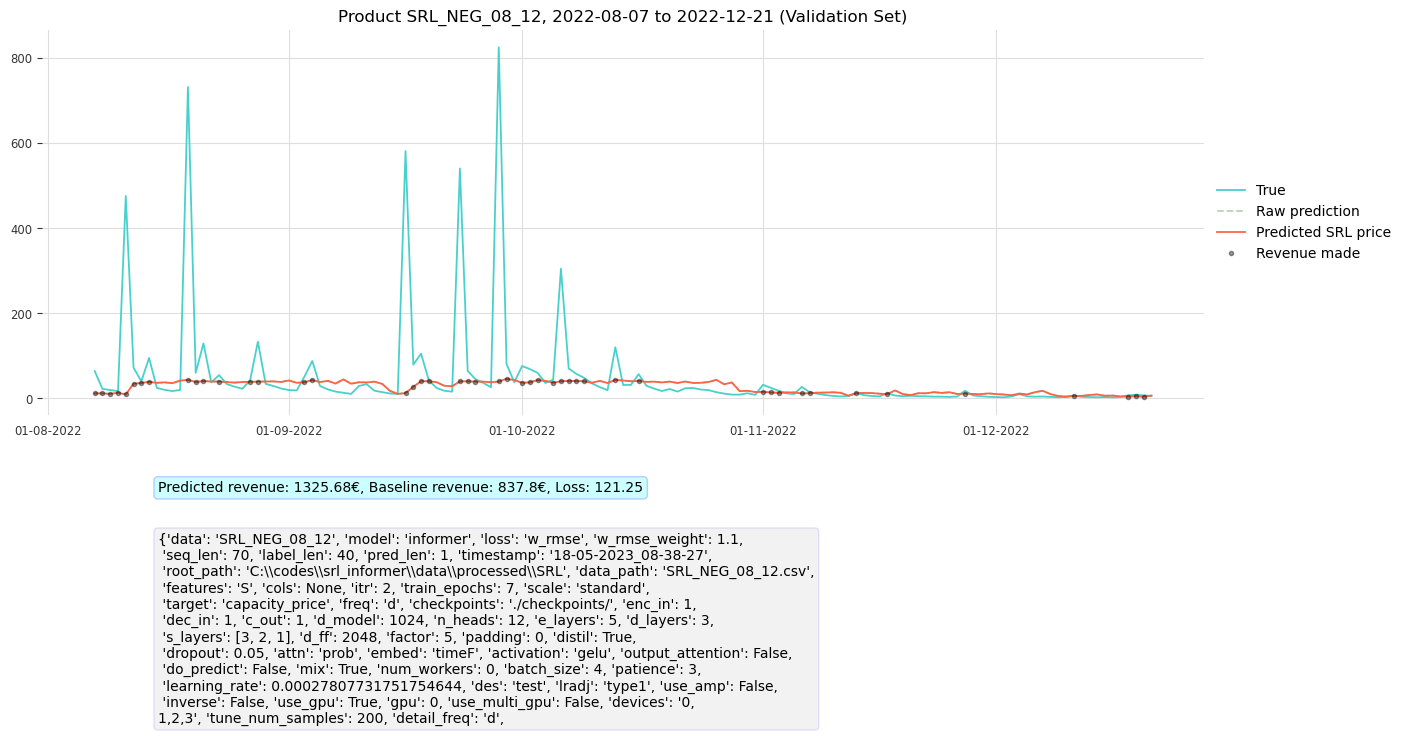 Product SRL_NEG_08_12, 2022-08-07 to 2022-12-21 (Validation Set)
800
600
400
200
0
01-08-2022
01-09-2022
01-10-2022
01-11-2022
01-12-2022
True
Raw prediction
Predicted SRL price
Revenue made
Predicted revenue: 1325.68€, Baseline revenue: 837.8€, Loss: 121.25
{'data': 'SRL_NEG_08_12', 'model': 'informer', 'loss': 'w_rmse', 'w_rmse_weight': 1.1,
'seq_len': 70, 'label_len': 40, 'pred_len': 1, 'timestamp': '18-05-2023_08-38-27',
'root_path': 'C:\\codes\\srl_informer\\data\\processed\\SRL', 'data_path': 'SRL_NEG_08_12.csv',
'features': 'S', 'cols': None, 'itr': 2, 'train_epochs': 7, 'scale': 'standard',
'target': 'capacity_price', 'freq': 'd', 'checkpoints': './checkpoints/', 'enc_in': 1,
'dec_in': 1, 'c_out': 1, 'd_model': 1024, 'n_heads': 12, 'e_layers': 5, 'd_layers': 3,
's_layers': [3, 2, 1], 'd_ff': 2048, 'factor': 5, 'padding': 0, 'distil': True,
'dropout': 0.05, 'attn': 'prob', 'embed': 'timeF', 'activation': 'gelu', 'output_attention': False,
'do_predict': False, 'mix': True, 'num_workers': 0, 'batch_size': 4, 'patience': 3,
'learning_rate': 0.00027807731751754644, 'des': 'test', 'lradj': 'type1', 'use_amp': False,
'inverse': False, 'use_gpu': True, 'gpu': 0, 'use_multi_gpu': False, 'devices': '0,
1,2,3', 'tune_num_samples': 200, 'detail_freq': 'd',